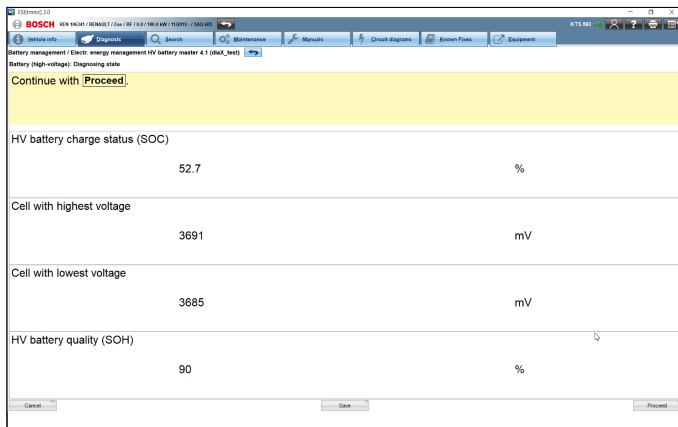 ESI[tronic] 2.0
BOSCH REN 106341 / RENAULT / Zoe / BF / 0.0 / 100.0 kW / 11/2019 - / 5AQ 605
KTS 560
Vehicle info Diagnosis Search Maintenance Manuals Circuit diagrams Known Fixes Equipment
Battery management / Electr. energy management HV battery master 4.1 (diaX_test)
Battery (high-voltage): Diagnosing state
Continue with Proceed.
HV battery charge status (SOC)
52.7 %
Cell with highest voltage
3691 mV
Cell with lowest voltage
3685 mV
HV battery quality (SOH)
90 %
Cancel Save Proceed